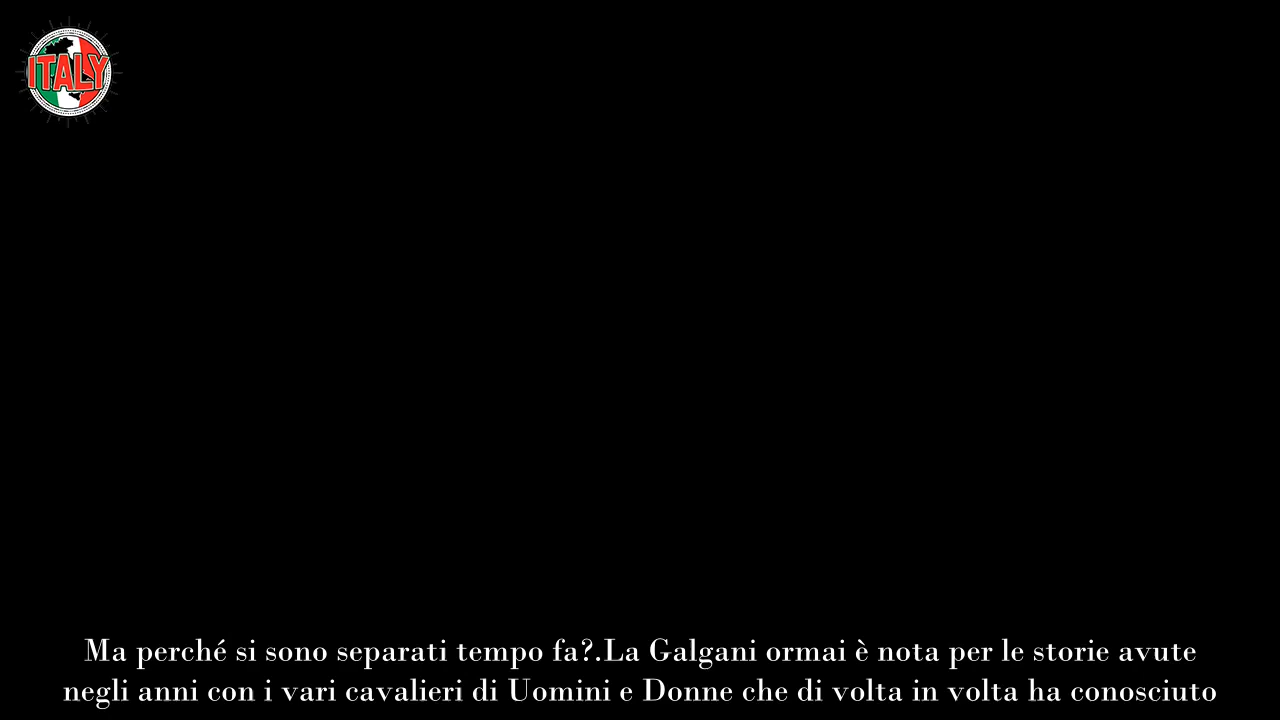 ITALY
Ma perché si sono separati tempo fa?.La Galgani ormai è nota per le storie avute
negli anni con i vari cavalieri di Uomini e Donne che di volta in volta ha conosciuto